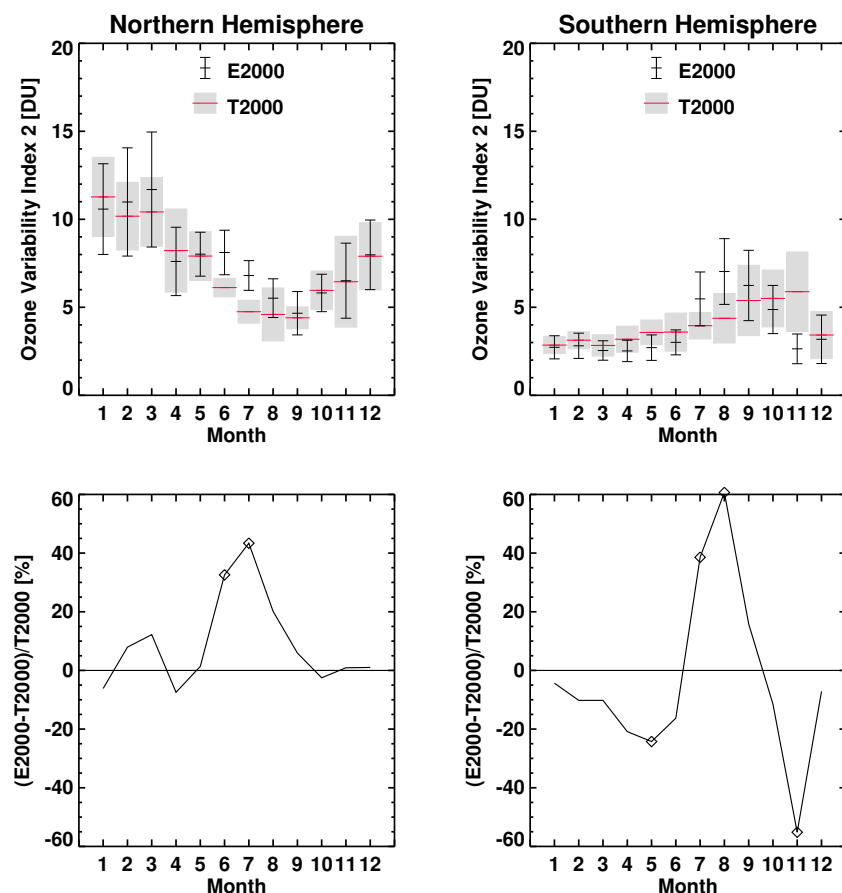 Northern Hemisphere
20
15
10
5
0
Ozone Variability Index 2 [DU]
E2000
T2000
1 2 3 4 5 6 7 8 9 10 11 12
Month
Southern Hemisphere
20
15
10
5
0
Ozone Variability Index 2 [DU]
E2000
T2000
1 2 3 4 5 6 7 8 9 10 11 12
Month
60
40
20
0
-20
-40
-60
(E2000-T2000)/T2000 [%]
1 2 3 4 5 6 7 8 9 10 11 12
Month
60
40
20
0
-20
-40
-60
(E2000-T2000)/T2000 [%]
1 2 3 4 5 6 7 8 9 10 11 12
Month